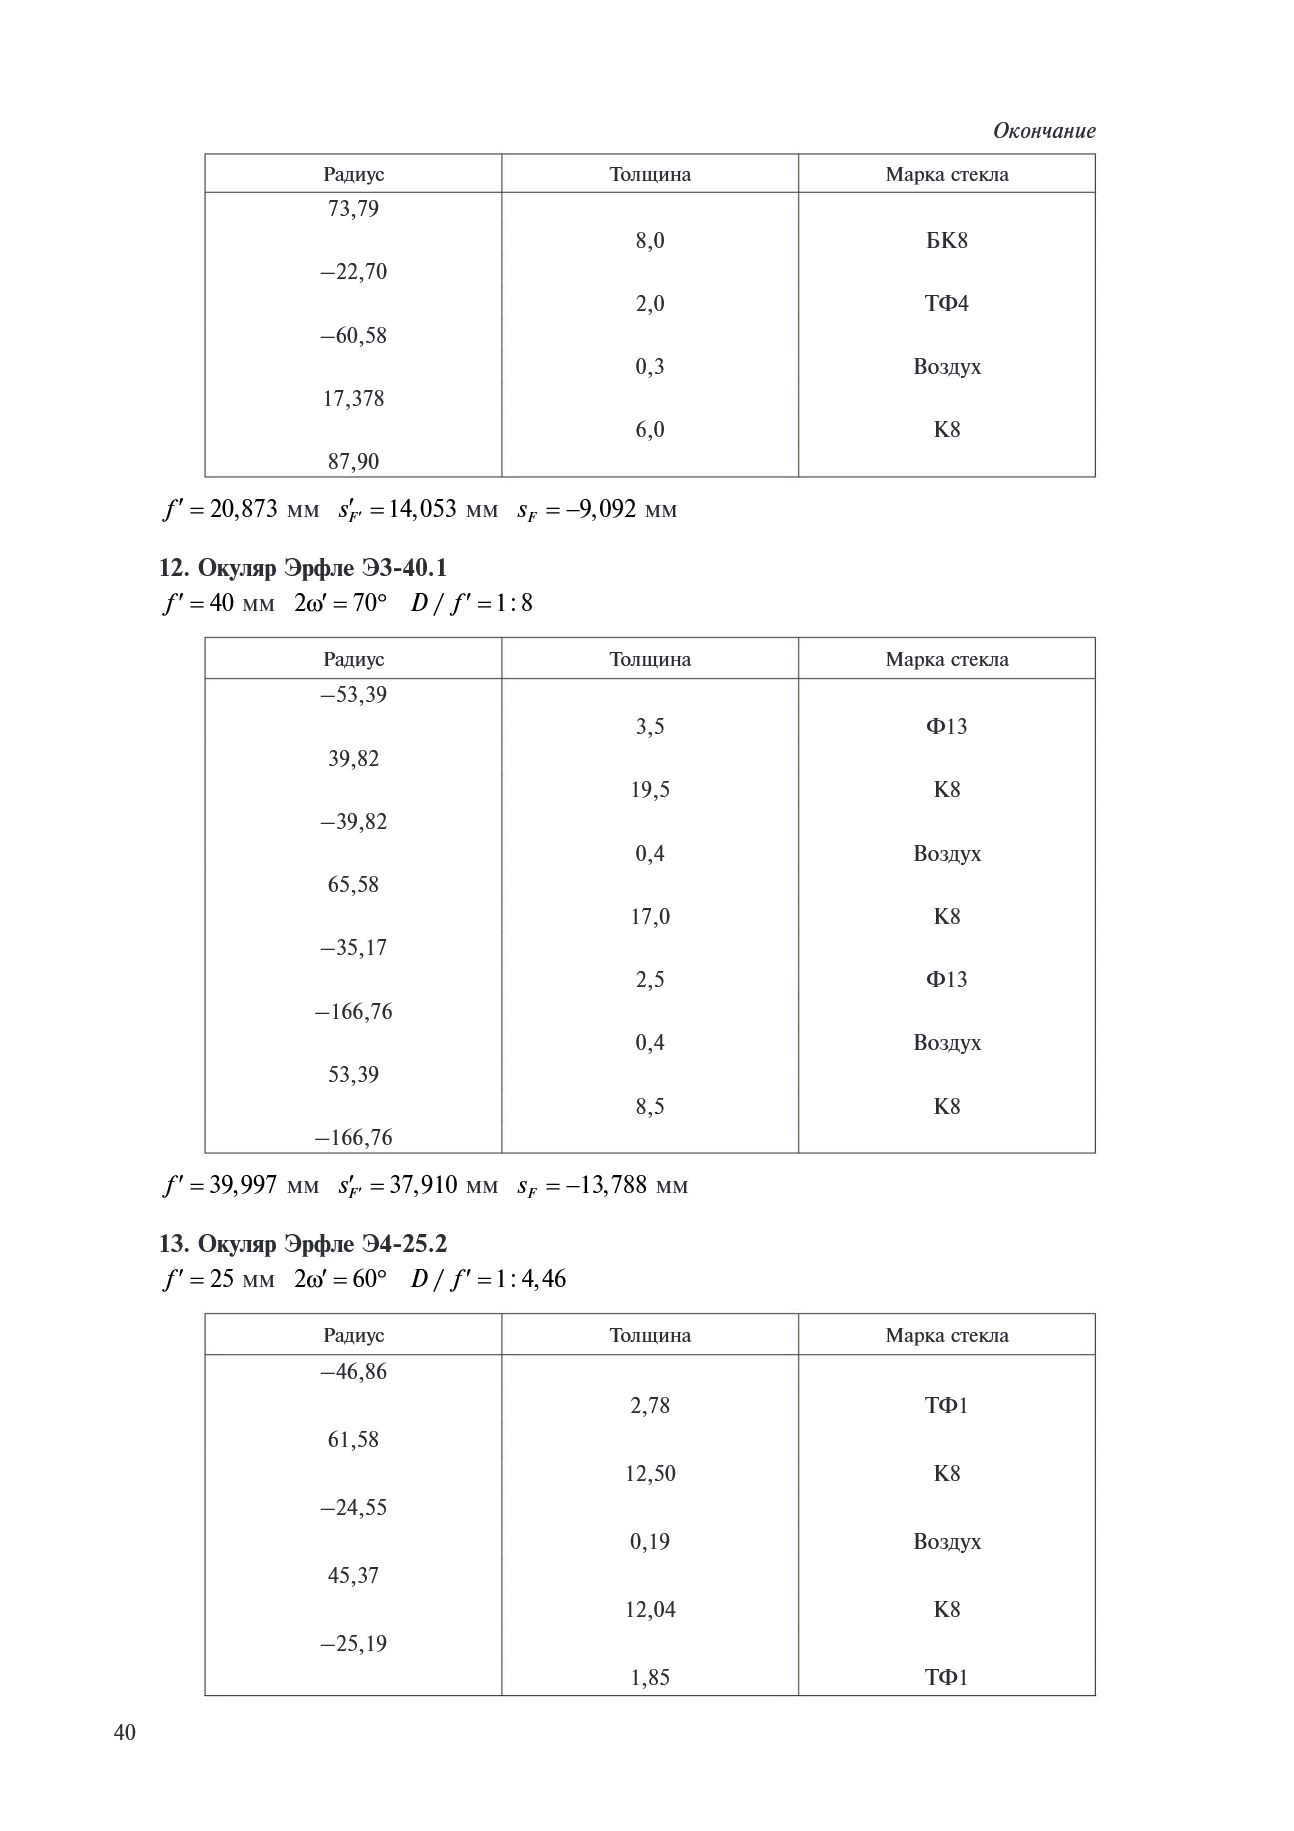 Окончание
Радиус Толщина Марка стекла
73,79
8,0 БК8
−22,70
2,0 ТФ4
−60,58
0,3 Воздух
17,378
6,0 К8
87,90
f′ = 20,873 мм s′F′ = 14,053 мм sF = −9,092 мм
12. Окуляр Эрфле Э3-40.1
f′ = 40 мм 2ω′ = 70° D / f′ = 1 : 8
Радиус Толщина Марка стекла
−53,39
3,5 Ф13
39,82
19,5 К8
−39,82
0,4 Воздух
65,58
17,0 К8
−35,17
2,5 Ф13
−166,76
0,4 Воздух
53,39
8,5 К8
−166,76
f′ = 39,997 мм s′F′ = 37,910 мм sF = −13,788 мм
13. Окуляр Эрфле Э4-25.2
f′ = 25 мм 2ω′ = 60° D / f′ = 1 : 4,46
Радиус Толщина Марка стекла
−46,86
2,78 ТФ1
61,58
12,50 К8
−24,55
0,19 Воздух
45,37
12,04 К8
−25,19
1,85 ТФ1
40